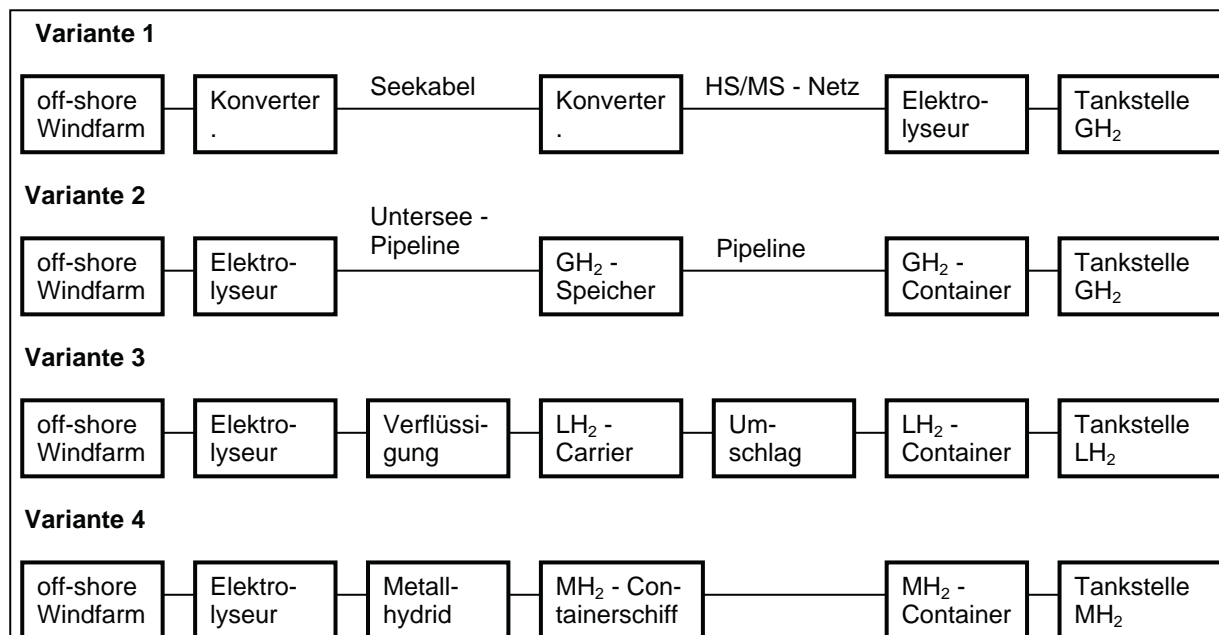 Variante 1
off-shore
Windfarm
Konverter
.
Seekabel
Konverter
.
HS/MS - Netz
Elektro-
lyseur
Tankstelle
GH₂
Variante 2
off-shore
Windfarm
Elektro-
lyseur
Untersee -
Pipeline
GH₂ -
Speicher
Pipeline
GH₂ -
Container
Tankstelle
GH₂
Variante 3
off-shore
Windfarm
Elektro-
lyseur
Verflüssi-
gung
LH₂ -
Carrier
Um-
schlag
LH₂ -
Container
Tankstelle
LH₂
Variante 4
off-shore
Windfarm
Elektro-
lyseur
Metall-
hydrid
MH₂ - Con-
tainerschiff
MH₂ -
Container
Tankstelle
MH₂